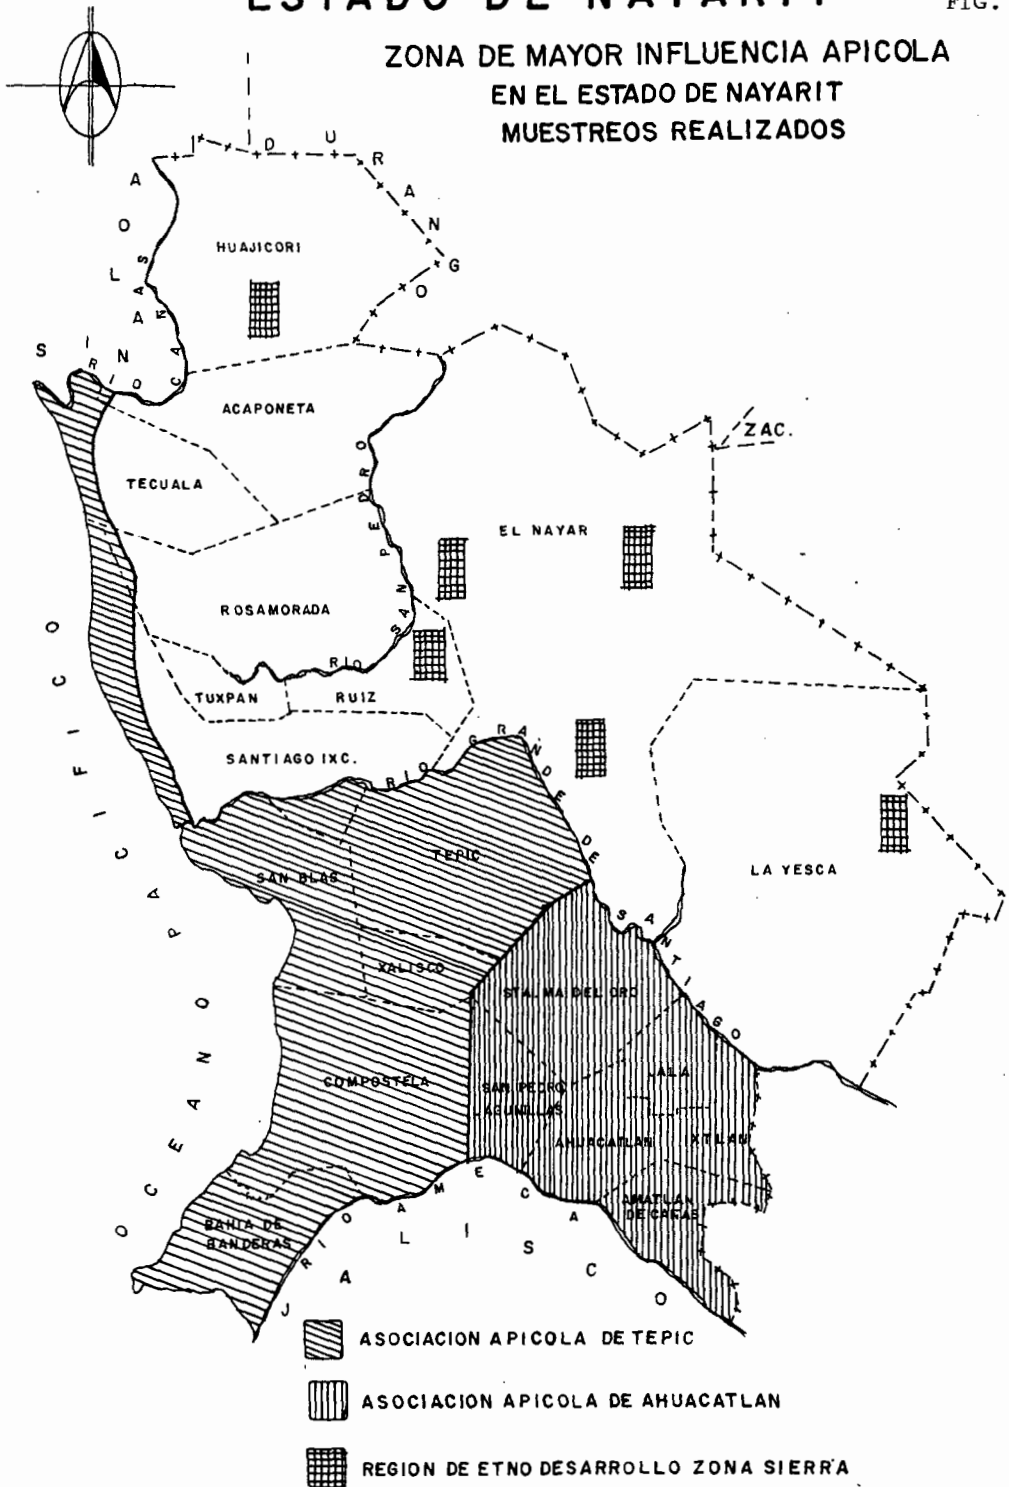 ESTADO DE NAYARIT
FIG.
ZONA DE MAYOR INFLUENCIA APICOLA
EN EL ESTADO DE NAYARIT
MUESTREOS REALIZADOS
DURANGO
SINALOA
HUAJICORI
RIO CAÑAS
ACAPONETA
ZAC.
TECUALA
EL NAYAR
ROSAMORADA
RIO SAN PEDRO
TUXPAN
RUIZ
SANTIAGO IXC.
RIO GRANDE DE SANTIAGO
OCEANO PACIFICO
TEPIC
SAN BLAS
LA YESCA
XALISCO
STA. MA DEL ORO
COMPOSTELA
SAN PEDRO
LAGUNILLAS
JALA
AHUACATLAN
IXTLAN
AMATLAN
DE CAÑAS
BAHIA DE
BANDERAS
RIO AMECA
JALISCO
ASOCIACION APICOLA DE TEPIC
ASOCIACION APICOLA DE AHUACATLAN
REGION DE ETNO DESARROLLO ZONA SIERRA